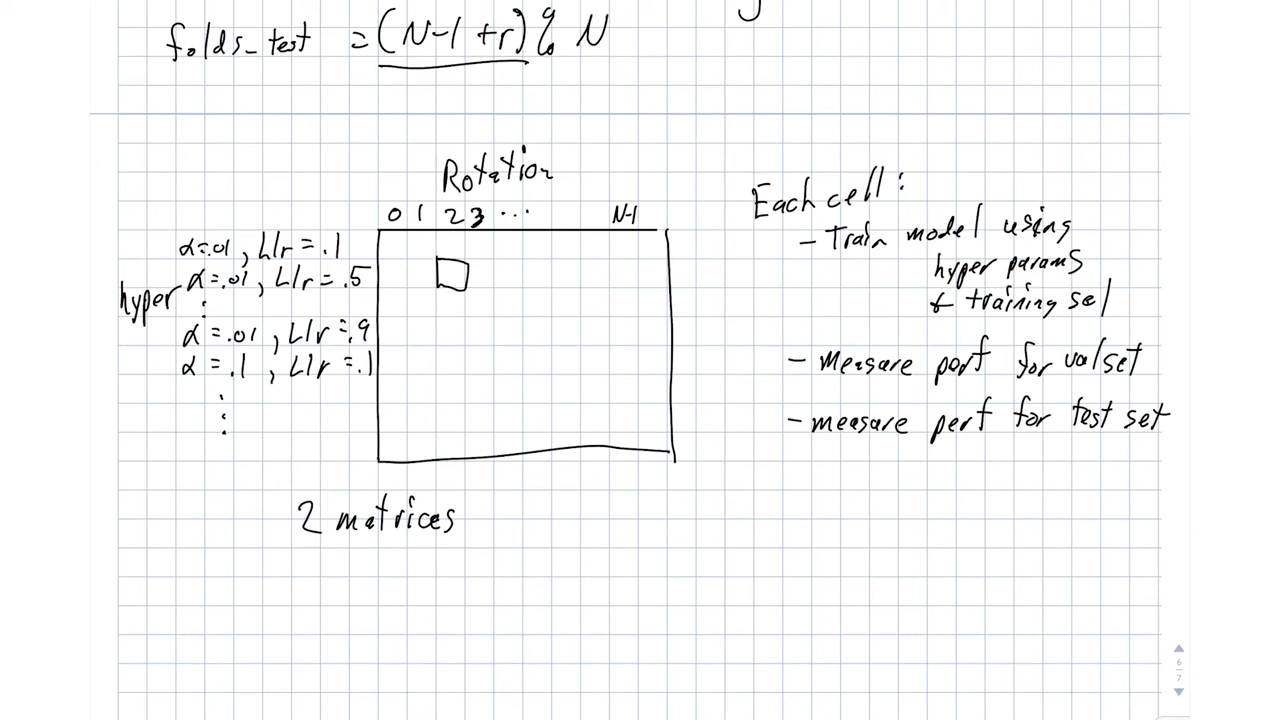 folds_test = (N-1+r) % N
Rotation
0 1 2 3 ... N-1
hyper
α=.01, L1r = .1
α=.01, L1r = .5
⋮
α = .01, L1r = .9
α = .1, L1r = .1
⋮
2 matrices
Each cell:
- Train model using
hyper params
& training set
- Measure perf for valset
- measure perf for test set
6
7